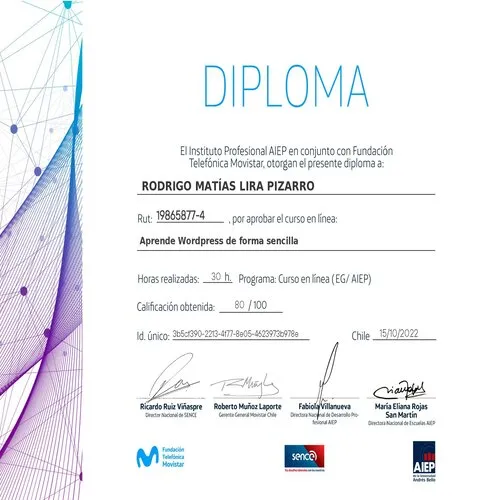 DIPLOMA
El Instituto Profesional AIEP en conjunto con Fundación
Telefónica Movistar, otorgan el presente diploma a:
RODRIGO MATÍAS LIRA PIZARRO
Rut: 19865877-4 , por aprobar el curso en línea:
Aprende Wordpress de forma sencilla
Horas realizadas: 30 h. Programa: Curso en línea (EG/ AIEP)
Calificación obtenida: 80 /100
Id. único: 3b5cf390-2213-4f77-8e05-4623973b978e Chile 15/10/2022
Ricardo Ruiz Viñaspre
Director Nacional de SENCE
Roberto Muñoz Laporte
Gerente General Movistar Chile
Fabiola Villanueva
Directora Nacional de Desarrollo Pro-
fesional AIEP
María Eliana Rojas
San Martín
Directora Nacional de Escuelas AIEP
Fundación
Telefónica
Movistar
sence
AIEP
de la Universidad
Andrés Bello